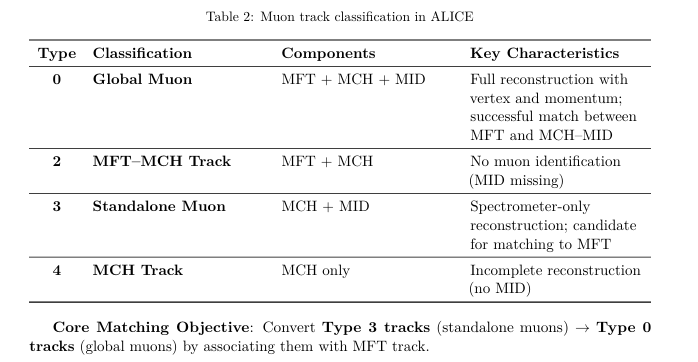 Table 2: Muon track classification in ALICE
Type Classification Components Key Characteristics
0 Global Muon MFT + MCH + MID Full reconstruction with
vertex and momentum;
successful match between
MFT and MCH–MID
2 MFT–MCH Track MFT + MCH No muon identification
(MID missing)
3 Standalone Muon MCH + MID Spectrometer-only
reconstruction; candidate
for matching to MFT
4 MCH Track MCH only Incomplete reconstruction
(no MID)
Core Matching Objective: Convert Type 3 tracks (standalone muons) → Type 0
tracks (global muons) by associating them with MFT track.